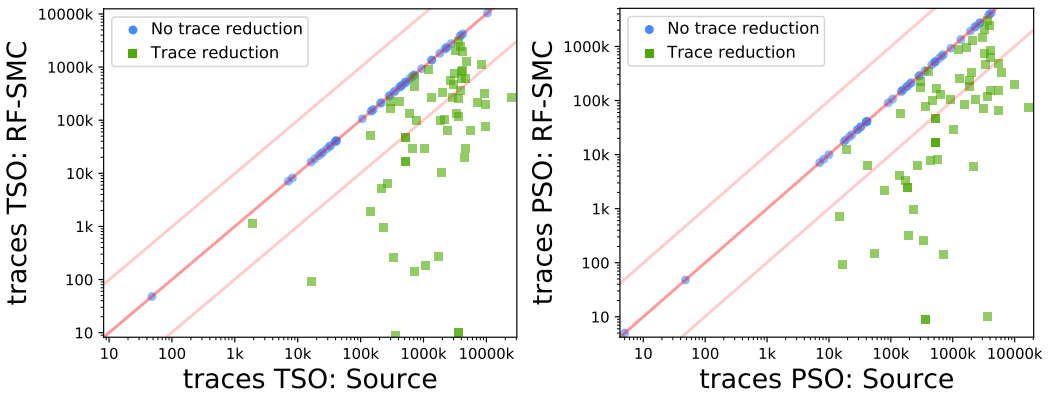 traces TSO: RF-SMC
10000k
1000k
100k
10k
1k
100
10
No trace reduction
Trace reduction
10 100 1k 10k 100k 1000k 10000k
traces TSO: Source
traces PSO: RF-SMC
1000k
100k
10k
1k
100
10
No trace reduction
Trace reduction
10 100 1k 10k 100k 1000k 10000k
traces PSO: Source